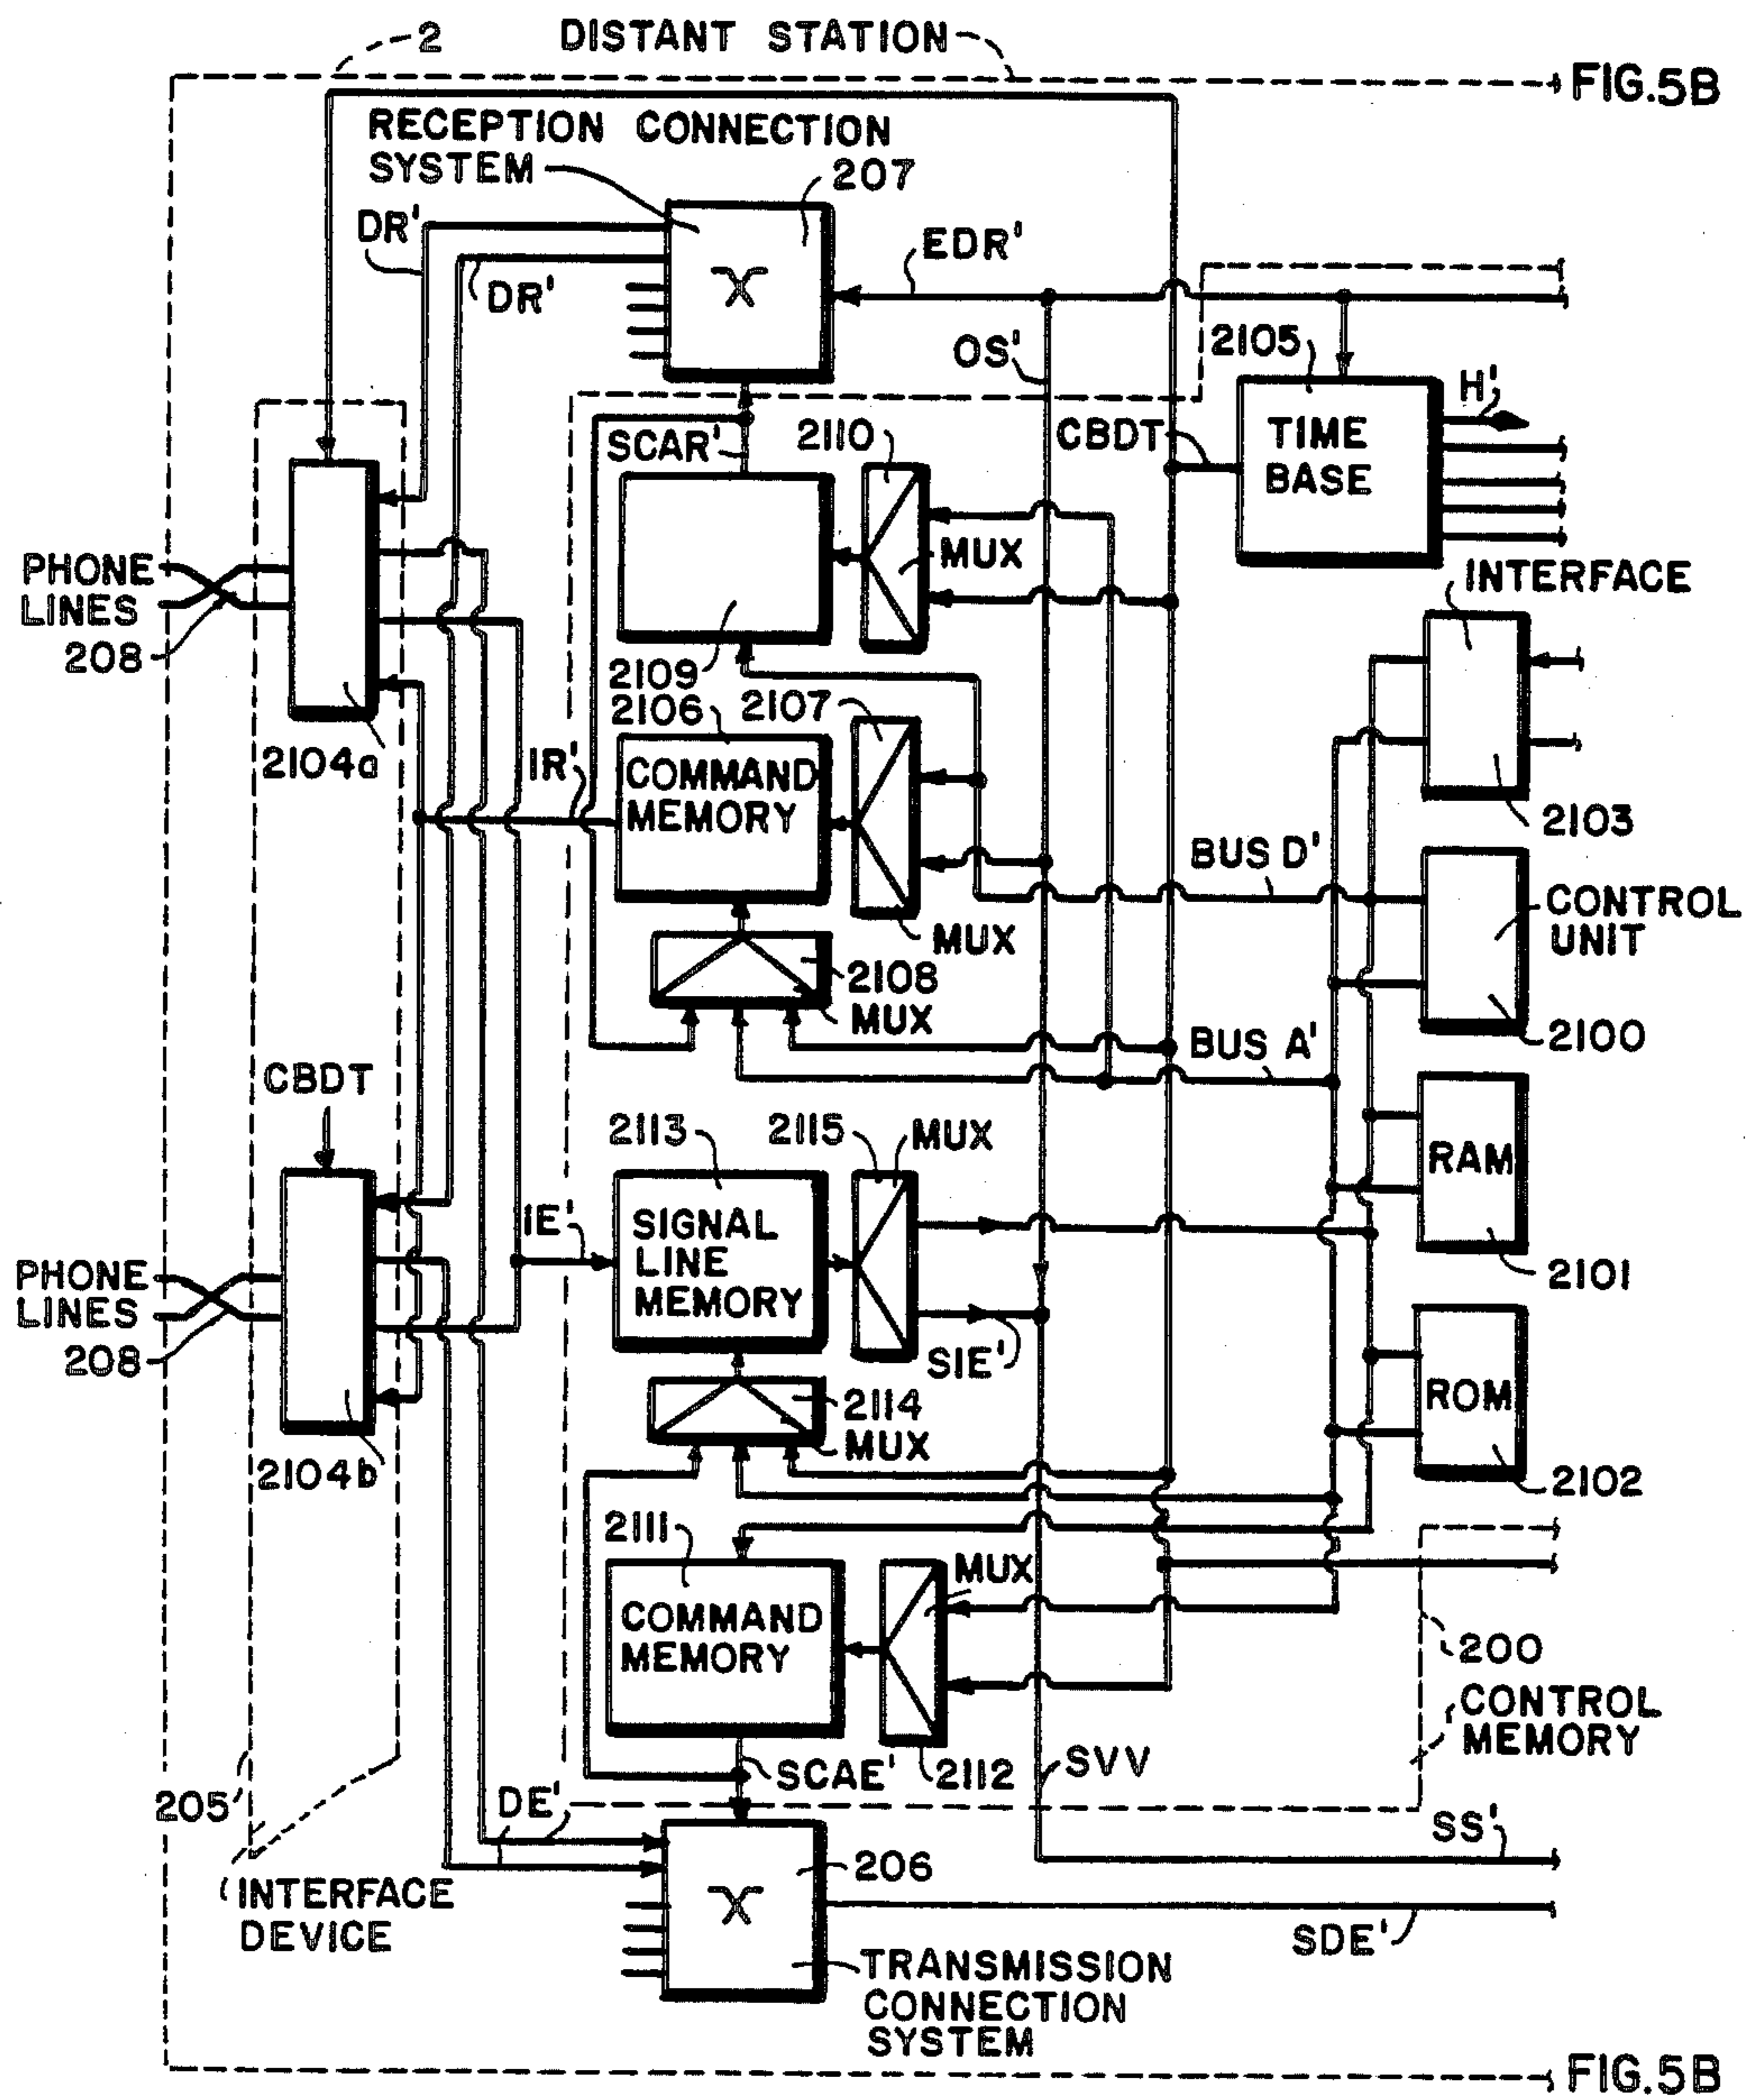 2
DISTANT STATION
FIG.5B
RECEPTION CONNECTION
SYSTEM
207
DR'
DR'
EDR'
OS'
2105
H'
TIME
BASE
CBDT
SCAR'
2110
MUX
INTERFACE
PHONE
LINES
208
2104a
2109
2106
2107
COMMAND
MEMORY
IR'
MUX
2108
MUX
2103
BUS D'
CONTROL
UNIT
2100
BUS A'
CBDT
2113
2115
MUX
RAM
2101
IE'
SIGNAL
LINE
MEMORY
PHONE
LINES
208
SIE'
2114
MUX
ROM
2102
2104b
2111
COMMAND
MEMORY
MUX
2112
200
CONTROL
MEMORY
SCAE'
SVV
205
DE'
SS'
206
INTERFACE
DEVICE
SDE'
TRANSMISSION
CONNECTION
SYSTEM
FIG.5B